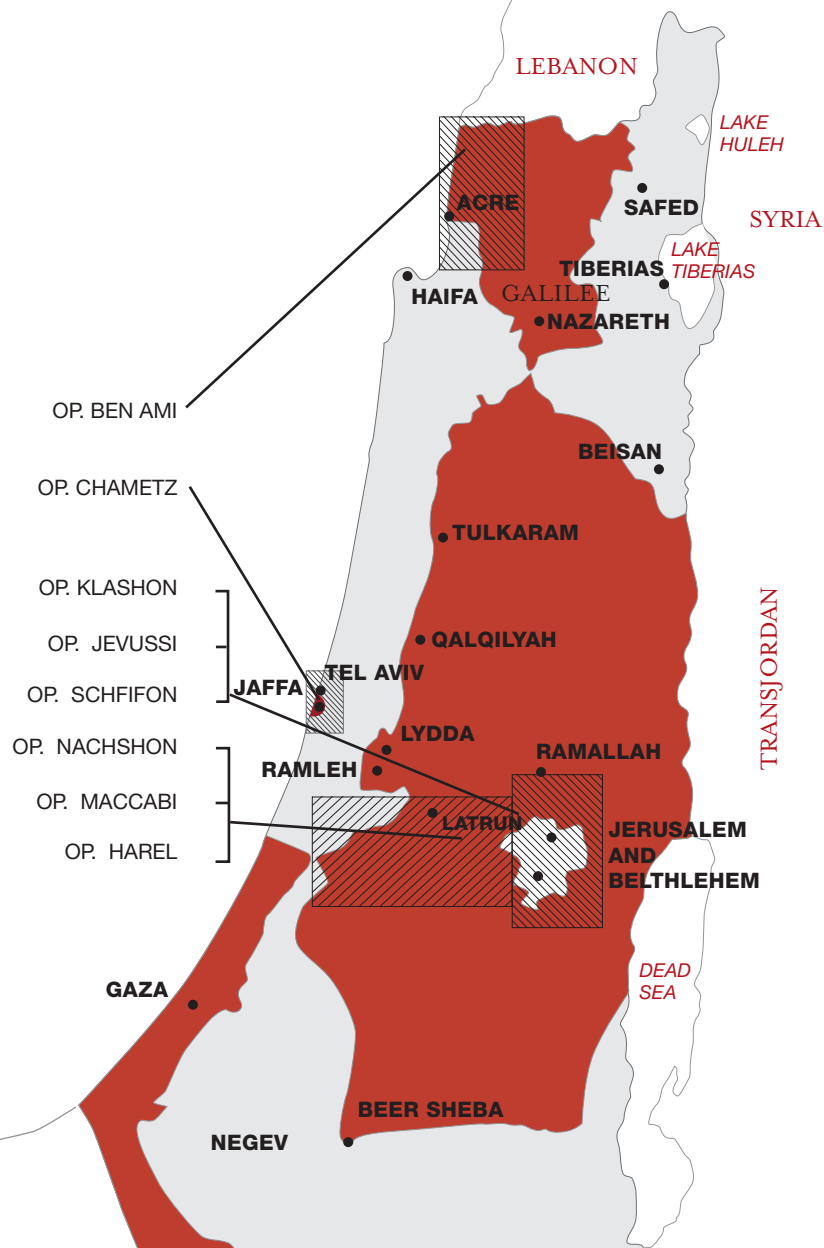 LEBANON
LAKE
HULEH
ACRE
SAFED
SYRIA
LAKE
TIBERIAS
TIBERIAS
HAIFA
GALILEE
NAZARETH
OP. BEN AMI
BEISAN
OP. CHAMETZ
TULKARAM
OP. KLASHON
OP. JEVUSSI
QALQILYAH
TRANSJORDAN
TEL AVIV
JAFFA
OP. SCHFIFON
LYDDA
OP. NACHSHON
RAMALLAH
RAMLEH
OP. MACCABI
LATRUN
JERUSALEM
AND
BELTHLEHEM
OP. HAREL
DEAD
SEA
GAZA
BEER SHEBA
NEGEV